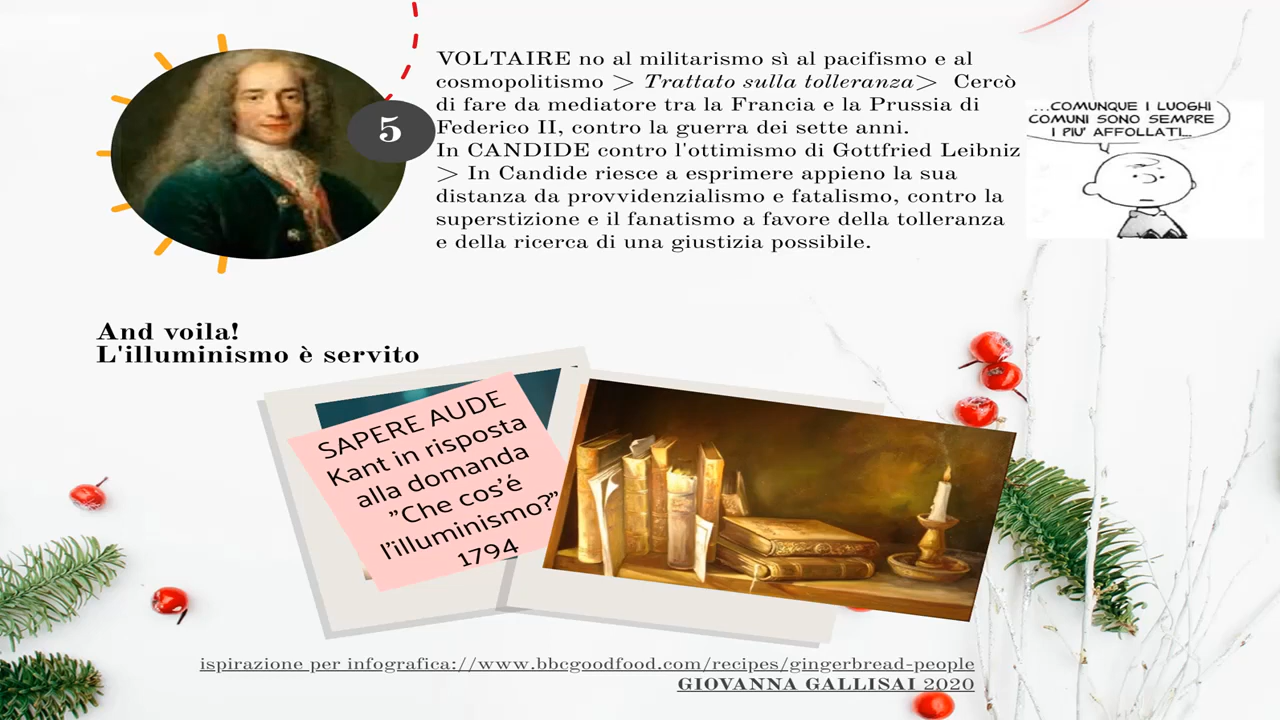 5
VOLTAIRE no al militarismo sì al pacifismo e al
cosmopolitismo > Trattato sulla tolleranza> Cercò
di fare da mediatore tra la Francia e la Prussia di
Federico II, contro la guerra dei sette anni.
In CANDIDE contro l'ottimismo di Gottfried Leibniz
> In Candide riesce a esprimere appieno la sua
distanza da provvidenzialismo e fatalismo, contro la
superstizione e il fanatismo a favore della tolleranza
e della ricerca di una giustizia possibile.
...COMUNQUE I LUOGHI
COMUNI SONO SEMPRE
I PIU' AFFOLLATI...
And voila!
L'illuminismo è servito
SAPERE AUDE
Kant in risposta
alla domanda
"Che cos'é
l'illuminismo?"
1794
ispirazione per infografica://www.bbcgoodfood.com/recipes/gingerbread-people
GIOVANNA GALLISAI 2020